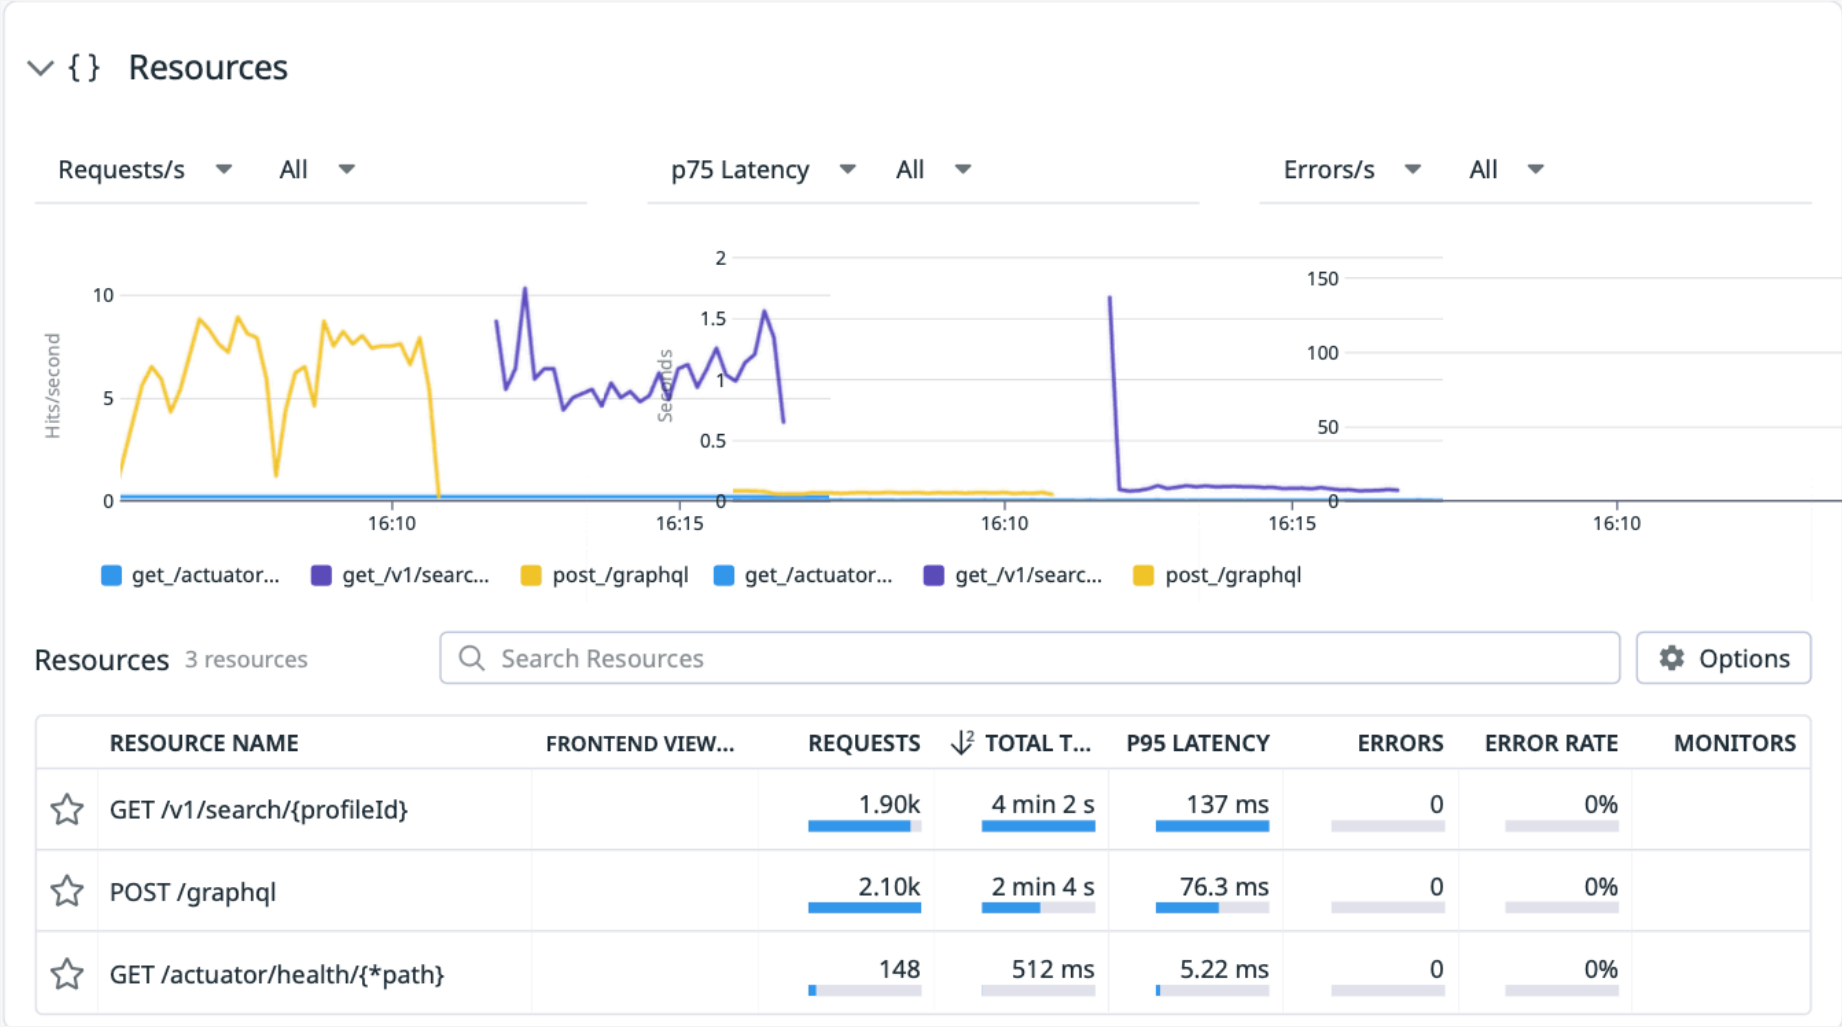 { } Resources
Requests/s All
p75 Latency All
Errors/s All
Hits/second
10
5
0
16:10
16:15
Seconds
2
1.5
1
0.5
0
16:10
16:15
150
100
50
0
16:10
get_/actuator... get_/v1/searc... post_/graphql
get_/actuator... get_/v1/searc... post_/graphql
Resources 3 resources
Search Resources
Options
RESOURCE NAME FRONTEND VIEW... REQUESTS TOTAL T... P95 LATENCY ERRORS ERROR RATE MONITORS
GET /v1/search/{profileId} 1.90k 4 min 2 s 137 ms 0 0%
POST /graphql 2.10k 2 min 4 s 76.3 ms 0 0%
GET /actuator/health/{*path} 148 512 ms 5.22 ms 0 0%